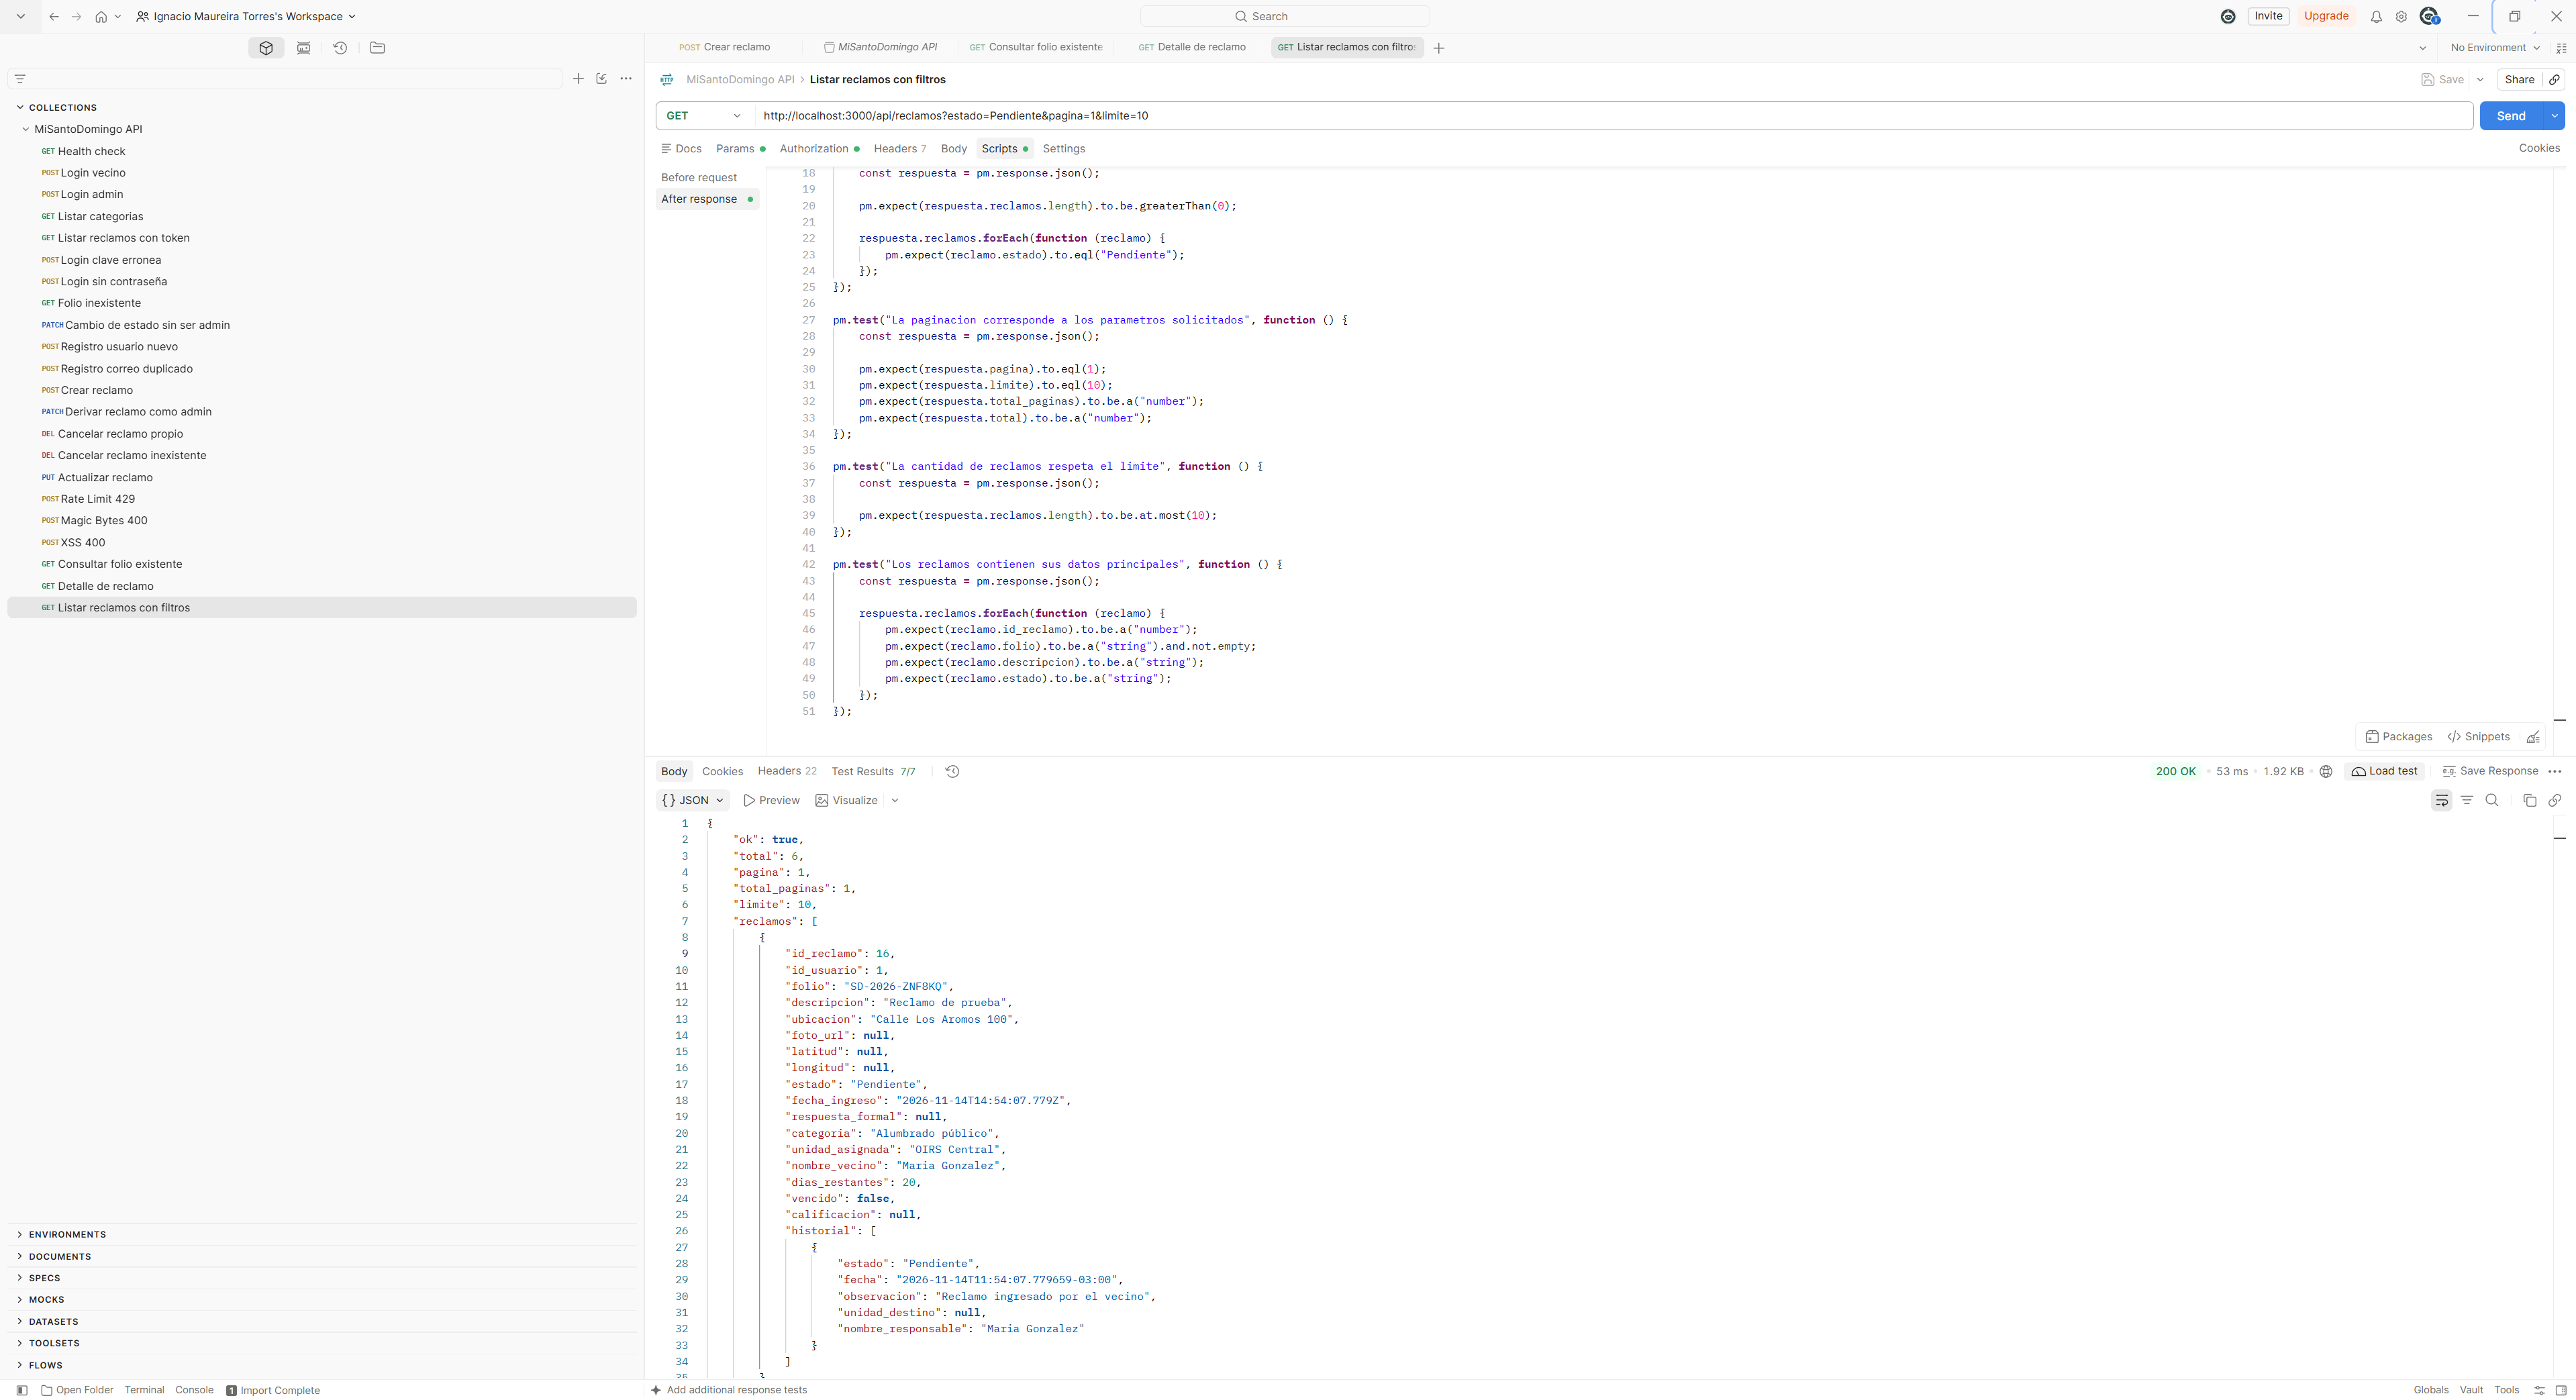 Ignacio Maureira Torres's Workspace
Search
Invite
Upgrade
COLLECTIONS
MiSantoDomingo API
GET Health check
POST Login vecino
POST Login admin
GET Listar categorias
GET Listar reclamos con token
POST Login clave erronea
POST Login sin contraseña
GET Folio inexistente
PATCH Cambio de estado sin ser admin
POST Registro usuario nuevo
POST Registro correo duplicado
POST Crear reclamo
PATCH Derivar reclamo como admin
DEL Cancelar reclamo propio
DEL Cancelar reclamo inexistente
PUT Actualizar reclamo
POST Rate Limit 429
POST Magic Bytes 400
POST XSS 400
GET Consultar folio existente
GET Detalle de reclamo
GET Listar reclamos con filtros
ENVIRONMENTS
DOCUMENTS
SPECS
MOCKS
DATASETS
TOOLSETS
FLOWS
POST Crear reclamo MiSantoDomingo API GET Consultar folio existente GET Detalle de reclamo GET Listar reclamos con filtro No Environment
HTTP MiSantoDomingo API > Listar reclamos con filtros Save Share
GET http://localhost:3000/api/reclamos?estado=Pendiente&pagina=1&limite=10 Send
Docs Params Authorization Headers 7 Body Scripts Settings Cookies
Before request
After response
18 const respuesta = pm.response.json();
19
20 pm.expect(respuesta.reclamos.length).to.be.greaterThan(0);
21
22 respuesta.reclamos.forEach(function (reclamo) {
23 pm.expect(reclamo.estado).to.eql("Pendiente");
24 });
25 });
26
27 pm.test("La paginacion corresponde a los parametros solicitados", function () {
28 const respuesta = pm.response.json();
29
30 pm.expect(respuesta.pagina).to.eql(1);
31 pm.expect(respuesta.limite).to.eql(10);
32 pm.expect(respuesta.total_paginas).to.be.a("number");
33 pm.expect(respuesta.total).to.be.a("number");
34 });
35
36 pm.test("La cantidad de reclamos respeta el limite", function () {
37 const respuesta = pm.response.json();
38
39 pm.expect(respuesta.reclamos.length).to.be.at.most(10);
40 });
41
42 pm.test("Los reclamos contienen sus datos principales", function () {
43 const respuesta = pm.response.json();
44
45 respuesta.reclamos.forEach(function (reclamo) {
46 pm.expect(reclamo.id_reclamo).to.be.a("number");
47 pm.expect(reclamo.folio).to.be.a("string").and.not.empty;
48 pm.expect(reclamo.descripcion).to.be.a("string");
49 pm.expect(reclamo.estado).to.be.a("string");
50 });
51 });
Packages Snippets
Body Cookies Headers 22 Test Results 7/7 200 OK 53 ms 1.92 KB Load test e.g. Save Response
{} JSON Preview Visualize
1 {
2 "ok": true,
3 "total": 6,
4 "pagina": 1,
5 "total_paginas": 1,
6 "limite": 10,
7 "reclamos": [
8 {
9 "id_reclamo": 16,
10 "id_usuario": 1,
11 "folio": "SD-2026-ZNF8KQ",
12 "descripcion": "Reclamo de prueba",
13 "ubicacion": "Calle Los Aromos 100",
14 "foto_url": null,
15 "latitud": null,
16 "longitud": null,
17 "estado": "Pendiente",
18 "fecha_ingreso": "2026-11-14T14:54:07.779Z",
19 "respuesta_formal": null,
20 "categoria": "Alumbrado público",
21 "unidad_asignada": "OIRS Central",
22 "nombre_vecino": "Maria Gonzalez",
23 "dias_restantes": 20,
24 "vencido": false,
25 "calificacion": null,
26 "historial": [
27 {
28 "estado": "Pendiente",
29 "fecha": "2026-11-14T11:54:07.779659-03:00",
30 "observacion": "Reclamo ingresado por el vecino",
31 "unidad_destino": null,
32 "nombre_responsable": "Maria Gonzalez"
33 }
34 ]
35 }
Open Folder Terminal Console 1 Import Complete Add additional response tests Globals Vault Tools